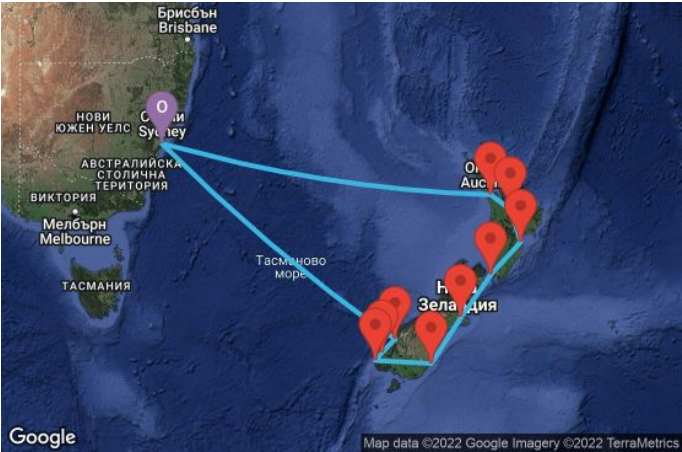 Брисбън
Brisbane
O
НОВИ
ЮЖЕН УЕЛС
Sydney
АВСТРАЛИЙСКА
СТОЛИЧНА
ТЕРИТОРИЯ
ВИКТОРИЯ
Мелбърн
Melbourne
ТАСМАНИЯ
Тасманово
море
Зеландия
Google
Map data ©2022 Google Imagery ©2022 TerraMetrics